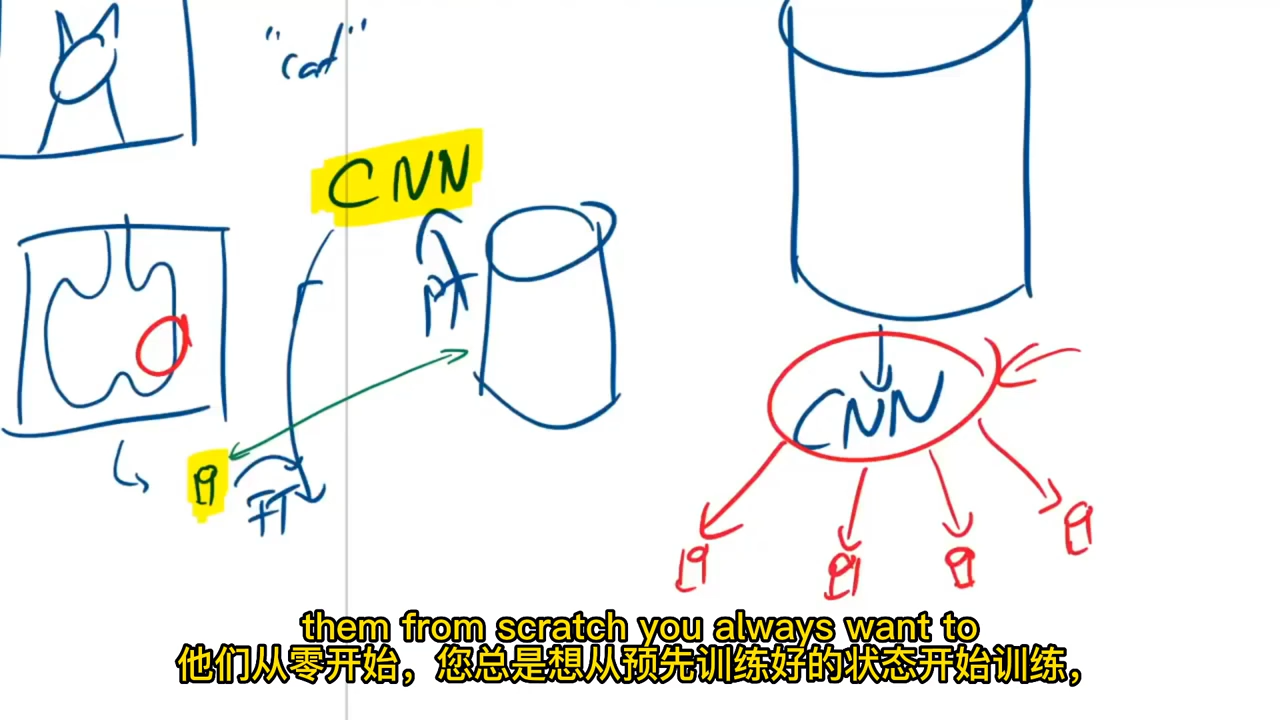 "Cat"
CNN
PT
FT
CNN
them from scratch you always want to
他们从零开始，您总是想从预先训练好的状态开始训练，